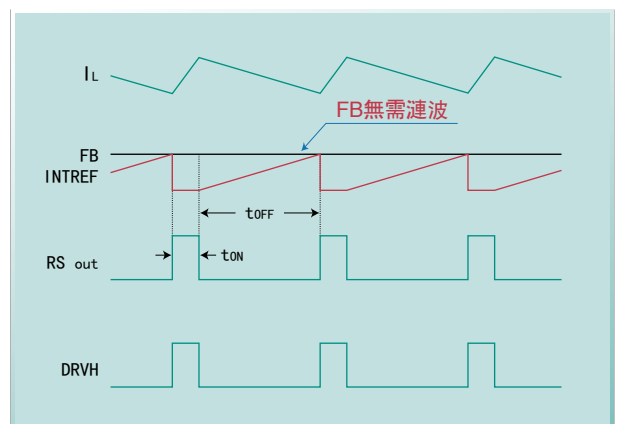 IL
FB無需漣波
FB
INTREF
tOFF
RS out
tON
DRVH